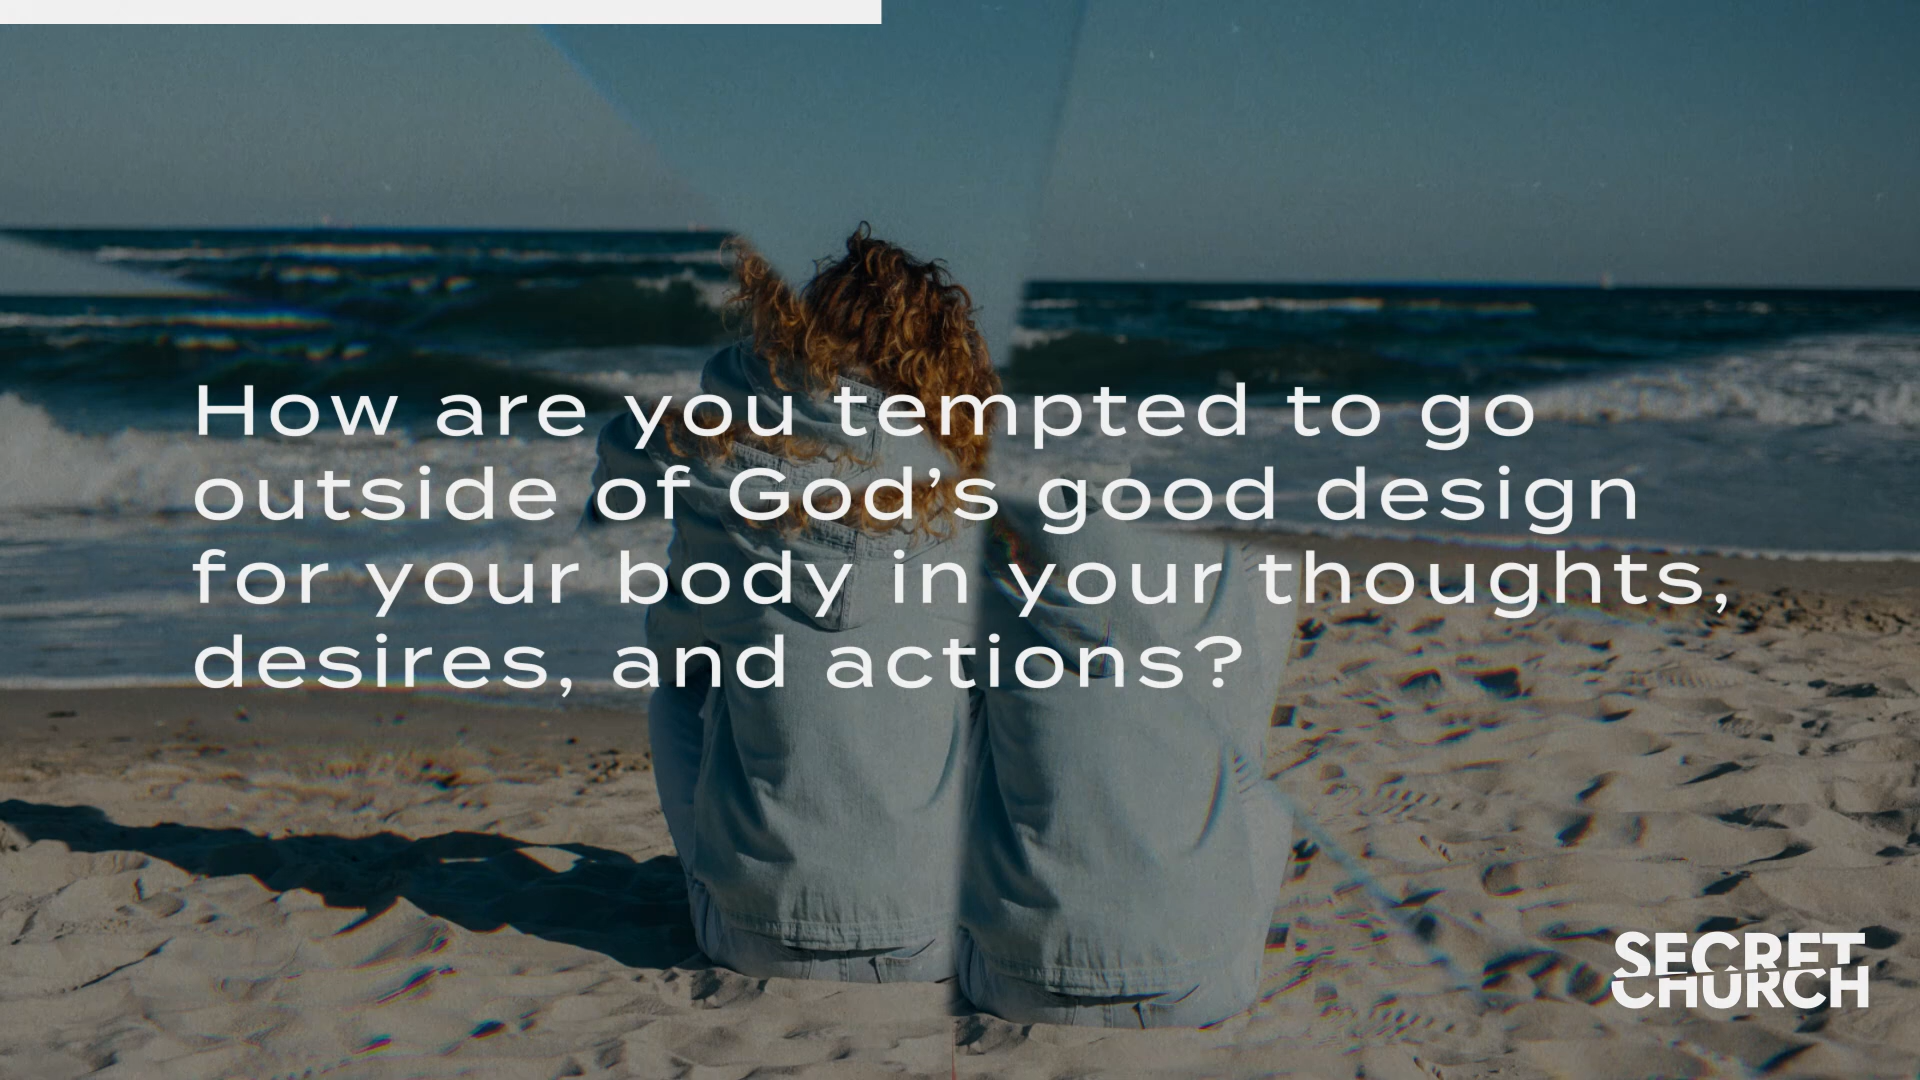 How are you tempted to go
outside of God’s good design
for your body in your thoughts,
desires, and actions?
SECRET
CHURCH